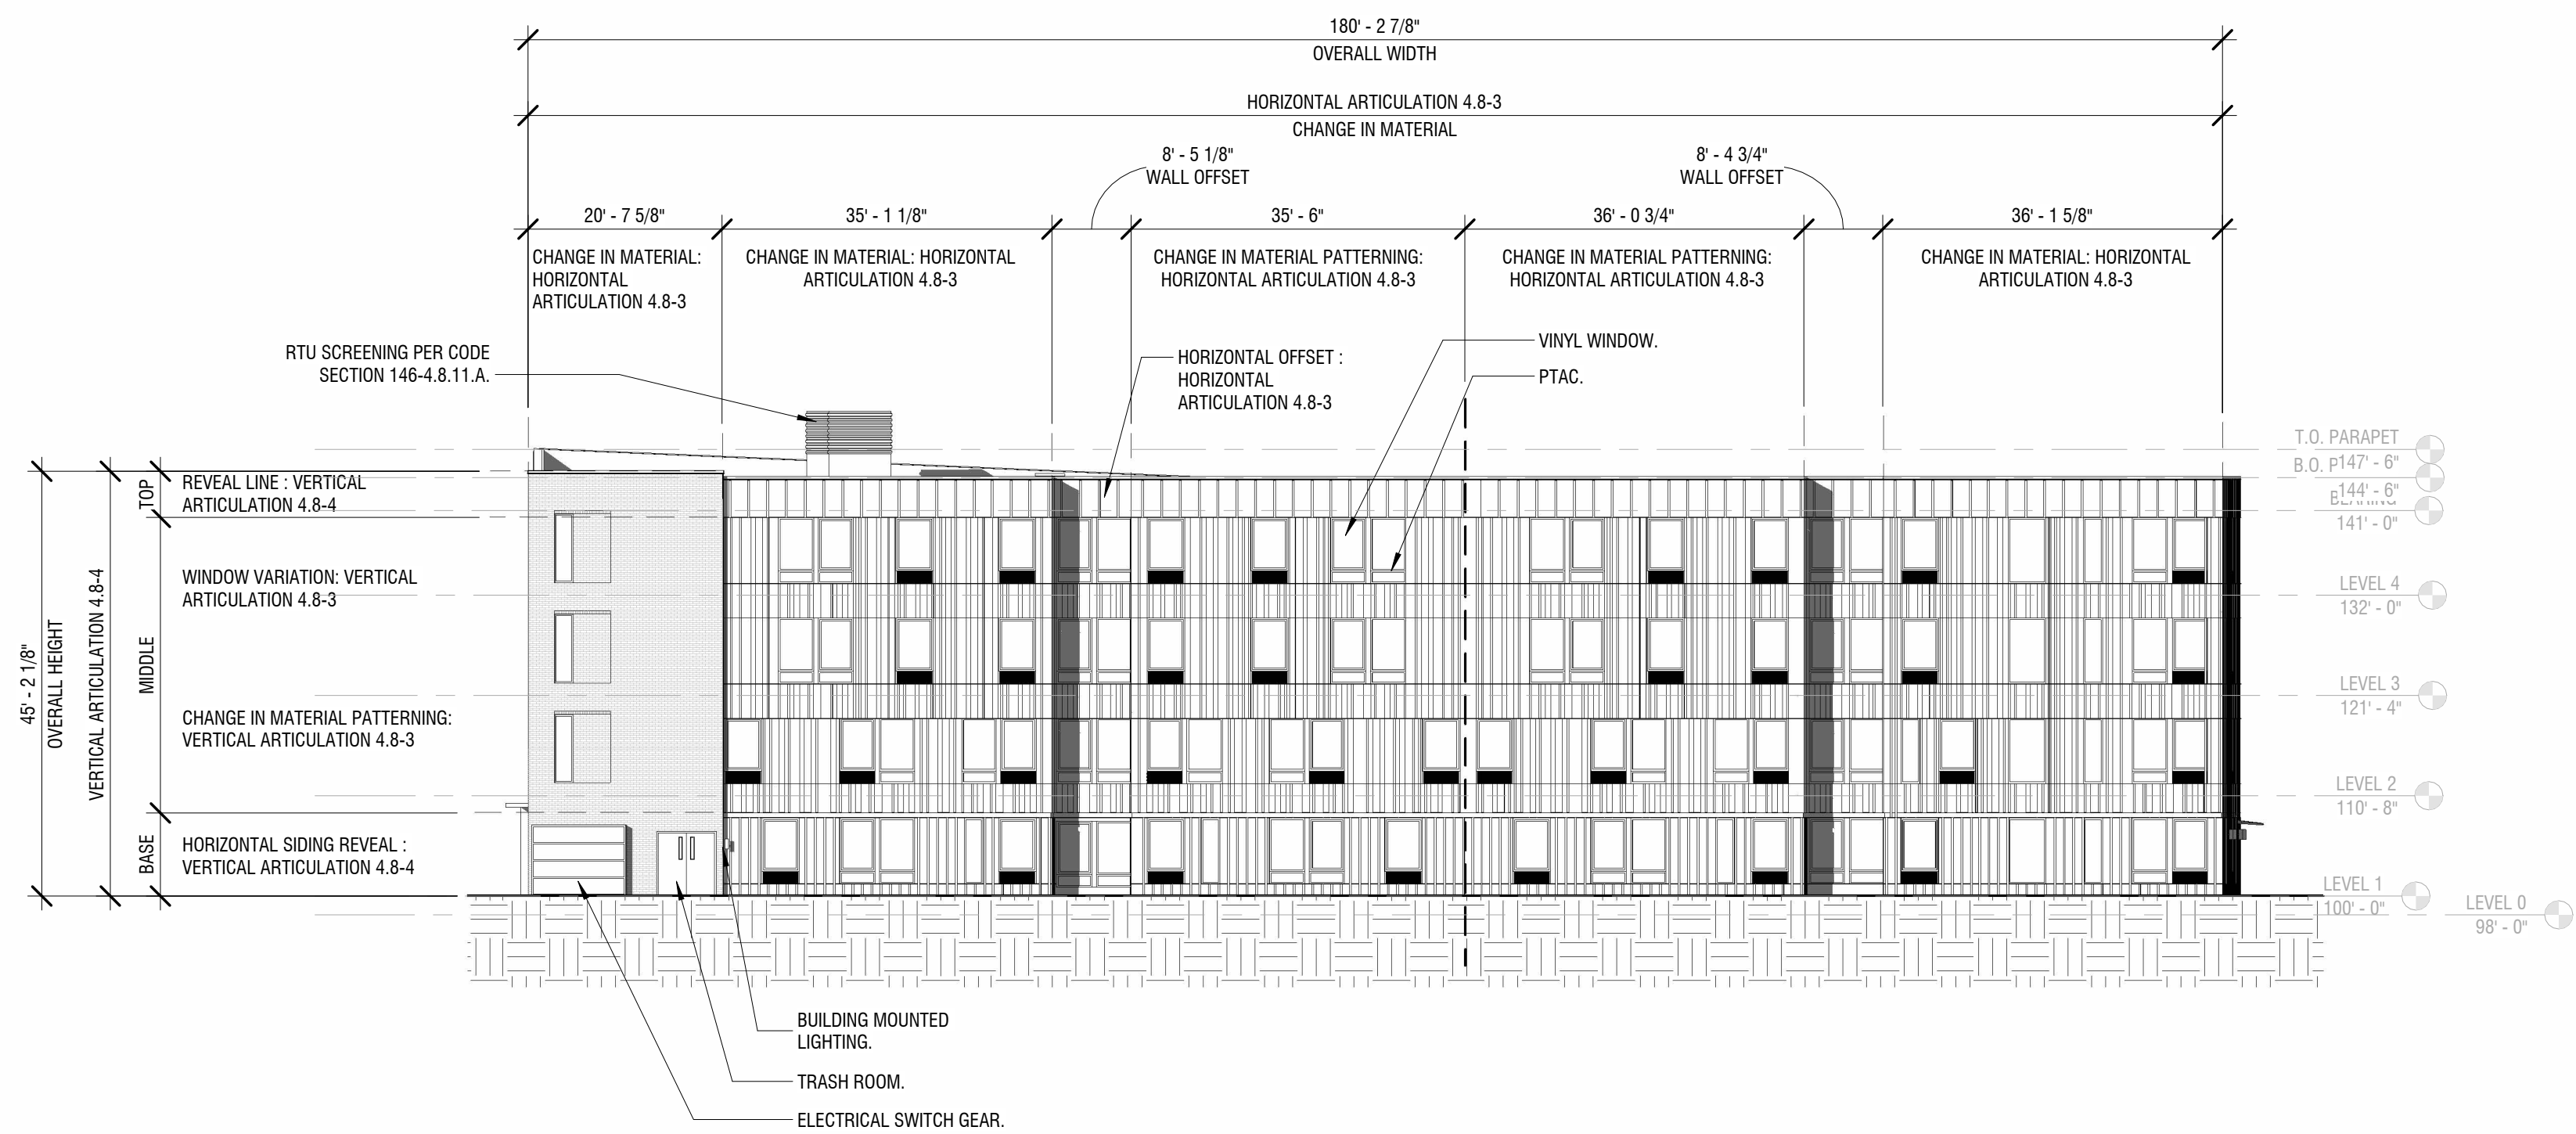 180' - 2 7/8"
OVERALL WIDTH
HORIZONTAL ARTICULATION 4.8-3
CHANGE IN MATERIAL
8' - 5 1/8"
WALL OFFSET
8' - 4 3/4"
WALL OFFSET
20' - 7 5/8"
35' - 1 1/8"
35' - 6"
36' - 0 3/4"
36' - 1 5/8"
CHANGE IN MATERIAL:
HORIZONTAL
ARTICULATION 4.8-3
CHANGE IN MATERIAL: HORIZONTAL
ARTICULATION 4.8-3
CHANGE IN MATERIAL PATTERNING:
HORIZONTAL ARTICULATION 4.8-3
CHANGE IN MATERIAL PATTERNING:
HORIZONTAL ARTICULATION 4.8-3
CHANGE IN MATERIAL: HORIZONTAL
ARTICULATION 4.8-3
RTU SCREENING PER CODE
SECTION 146-4.8.11.A.
HORIZONTAL OFFSET :
HORIZONTAL
ARTICULATION 4.8-3
VINYL WINDOW.
PTAC.
45' - 2 1/8"
OVERALL HEIGHT
VERTICAL ARTICULATION 4.8-4
TOP
MIDDLE
BASE
REVEAL LINE : VERTICAL
ARTICULATION 4.8-4
WINDOW VARIATION: VERTICAL
ARTICULATION 4.8-3
CHANGE IN MATERIAL PATTERNING:
VERTICAL ARTICULATION 4.8-3
HORIZONTAL SIDING REVEAL :
VERTICAL ARTICULATION 4.8-4
T.O. PARAPET
147' - 6"
B.O. P
144' - 6"
BEARING
141' - 0"
LEVEL 4
132' - 0"
LEVEL 3
121' - 4"
LEVEL 2
110' - 8"
LEVEL 1
100' - 0"
LEVEL 0
98' - 0"
BUILDING MOUNTED
LIGHTING.
TRASH ROOM.
ELECTRICAL SWITCH GEAR.